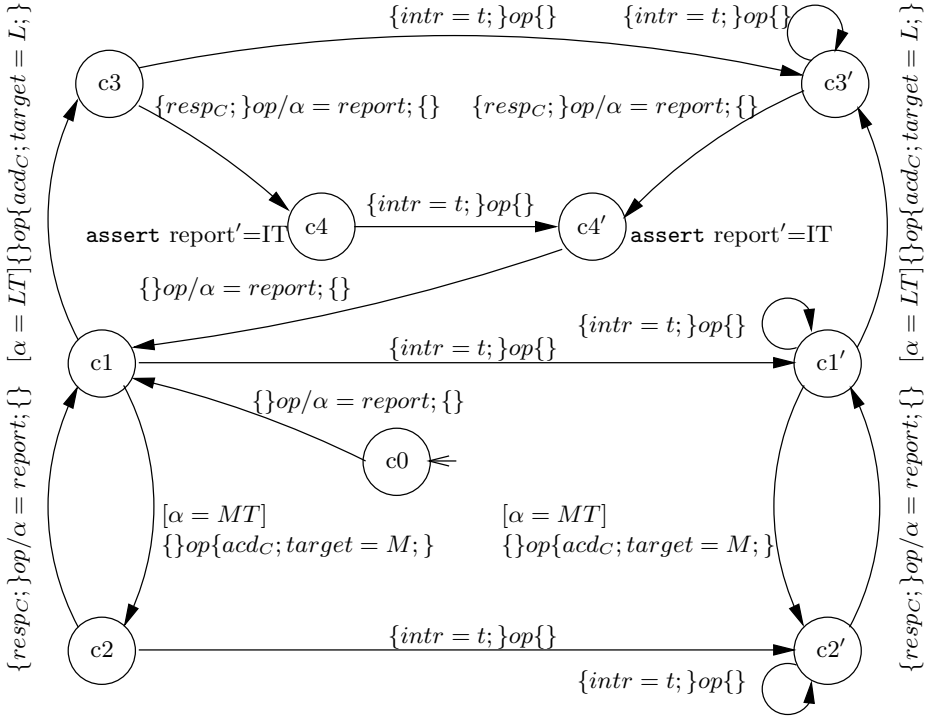 {intr = t; }op{}
{intr = t; }op{}
c3
c3′
{resp_C; }op/α = report; {}
{resp_C; }op/α = report; {}
[α = LT]{}op{acd_C; target = L; }
[α = LT]{}op{acd_C; target = L; }
{intr = t; }op{}
c4
c4′
assert report′=IT
assert report′=IT
{}op/α = report; {}
{intr = t; }op{}
{intr = t; }op{}
c1
c1′
{}op/α = report; {}
c0
{resp_C; }op/α = report; {}
{resp_C; }op/α = report; {}
[α = MT]
{}op{acd_C; target = M; }
[α = MT]
{}op{acd_C; target = M; }
{intr = t; }op{}
c2
c2′
{intr = t; }op{}